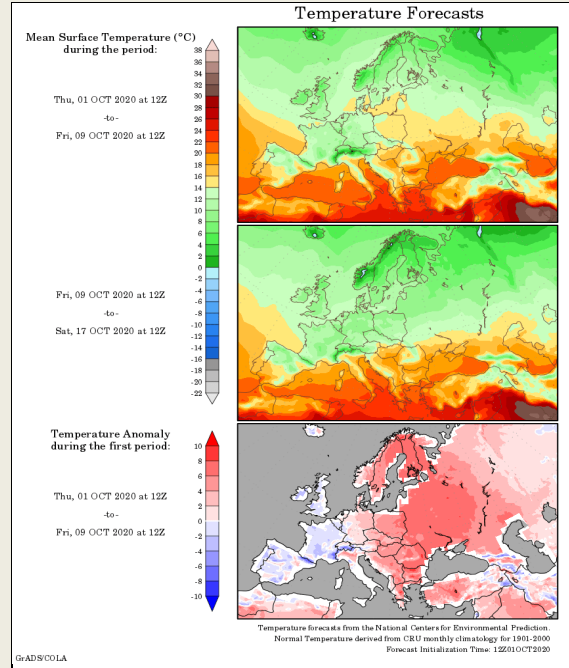 Temperature Forecasts
Mean Surface Temperature (°C)
during the period:
Thu, 01 OCT 2020 at 12Z
-to-
Fri, 09 OCT 2020 at 12Z
38
36
34
32
30
28
26
24
22
20
18
16
14
12
10
8
6
4
2
0
-2
-4
-6
-8
-10
-12
-14
-16
-18
-20
-22
Fri, 09 OCT 2020 at 12Z
-to-
Sat, 17 OCT 2020 at 12Z
Temperature Anomaly
during the first period:
Thu, 01 OCT 2020 at 12Z
-to-
Fri, 09 OCT 2020 at 12Z
10
8
6
4
2
0
-2
-4
-6
-8
-10
Temperature forecasts from the National Centers for Environmental Prediction.
Normal Temperature derived from CRU monthly climatology for 1901-2000
Forecast Initialization Time: 12Z01OCT2020
GrADS/COLA